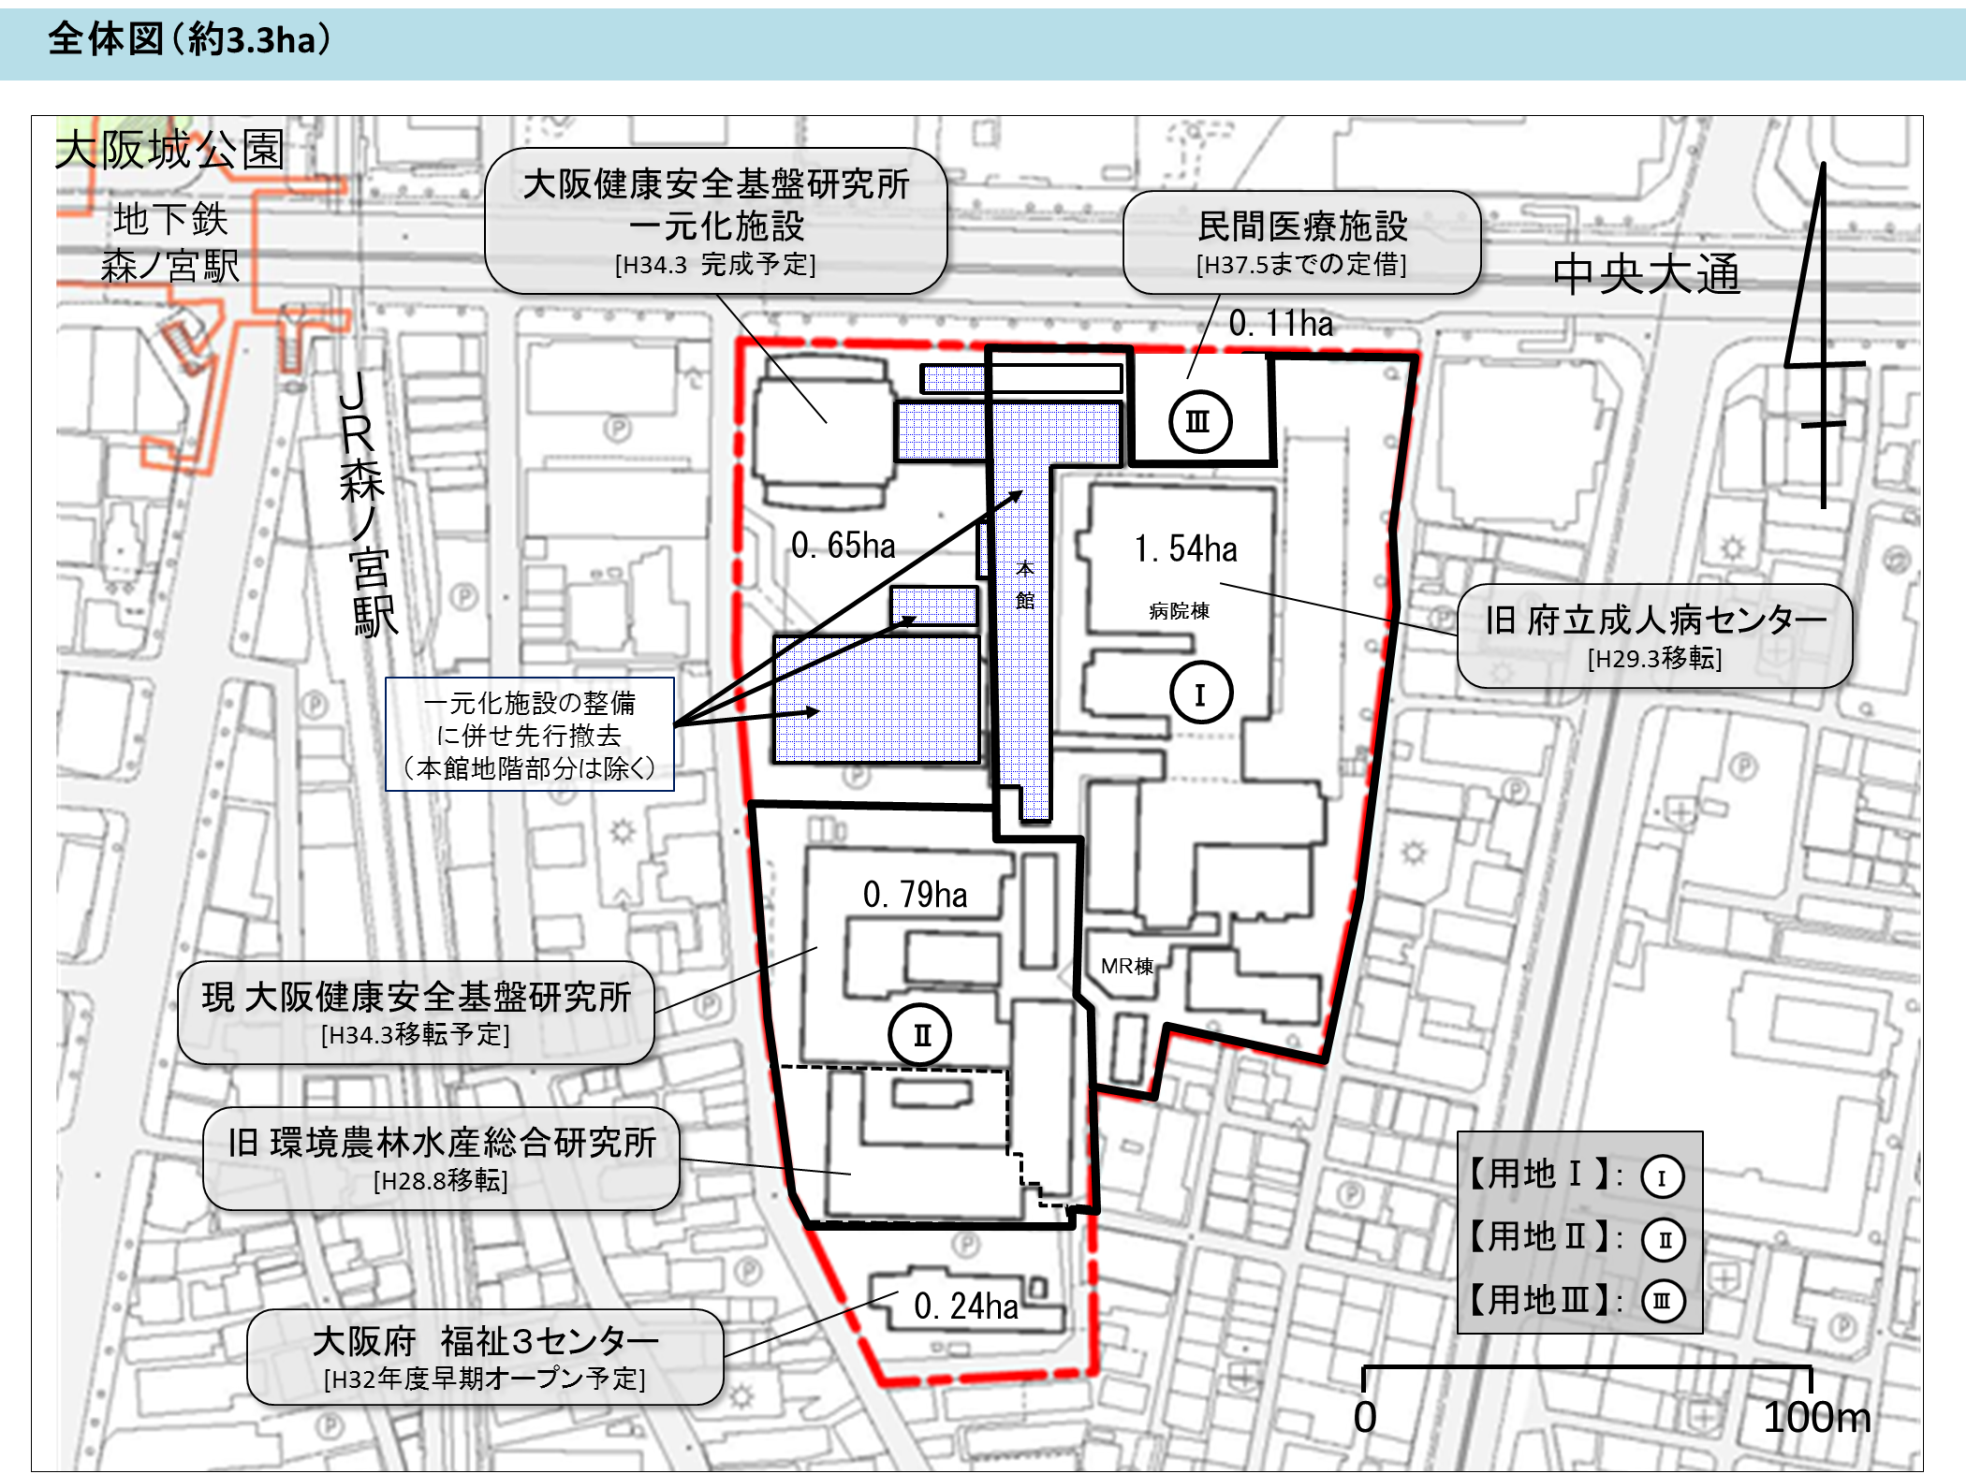 全体図（約3.3ha）
大阪城公園
地下鉄
森ノ宮駅
大阪健康安全基盤研究所
一元化施設
[H34.3 完成予定]
民間医療施設
[H37.5までの定借]
中央大通
0.11ha
Ⅲ
JR森ノ宮駅
0.65ha
1.54ha
本館
病院棟
旧 府立成人病センター
[H29.3移転]
Ⅰ
一元化施設の整備
に併せ先行撤去
（本館地階部分は除く）
0.79ha
MR棟
現 大阪健康安全基盤研究所
[H34.3移転予定]
Ⅱ
旧 環境農林水産総合研究所
[H28.8移転]
【用地Ⅰ】：Ⅰ
【用地Ⅱ】：Ⅱ
【用地Ⅲ】：Ⅲ
0.24ha
大阪府　福祉3センター
[H32年度早期オープン予定]
0
100m